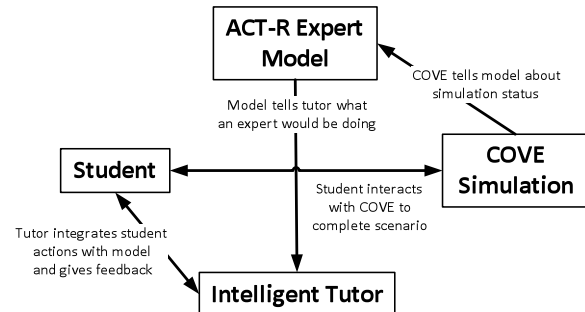 ACT-R Expert
Model
COVE tells model about
simulation status
Model tells tutor what
an expert would be doing
Student
COVE
Simulation
Student interacts
with COVE to
complete scenario
Tutor integrates student
actions with model
and gives feedback
Intelligent Tutor